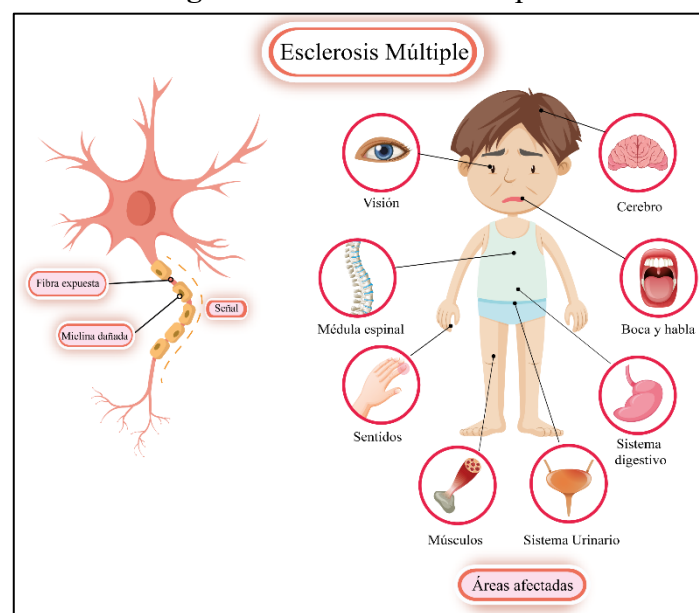 Esclerosis Múltiple
Fibra expuesta
Mielina dañada
Señal
Visión
Cerebro
Médula espinal
Boca y habla
Sentidos
Sistema
digestivo
Músculos
Sistema Urinario
Áreas afectadas